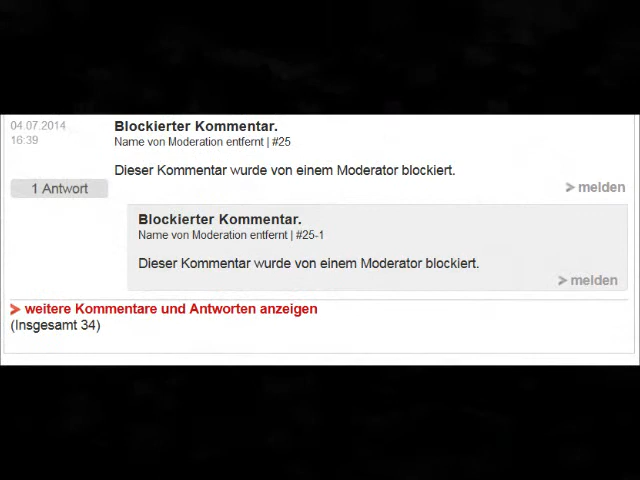 04.07.2014
16:39
Blockierter Kommentar.
Name von Moderation entfernt | #25
Dieser Kommentar wurde von einem Moderator blockiert.
> melden
1 Antwort
Blockierter Kommentar.
Name von Moderation entfernt | #25-1
Dieser Kommentar wurde von einem Moderator blockiert.
> melden
> weitere Kommentare und Antworten anzeigen
(Insgesamt 34)